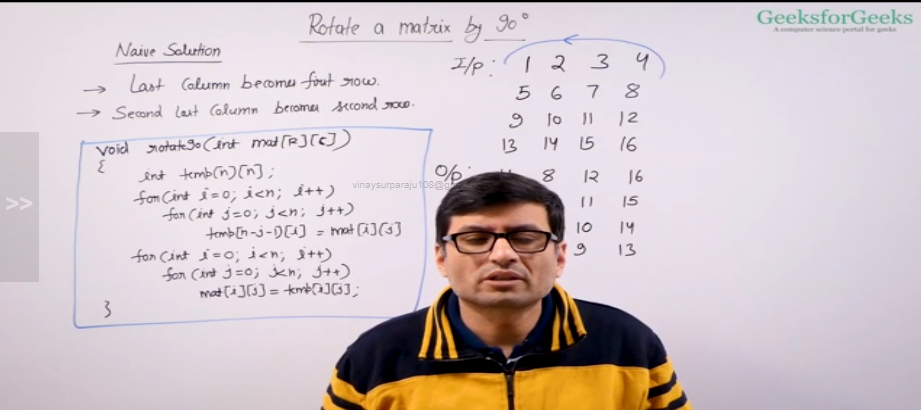 GeeksforGeeks
A computer science portal for geeks
Rotate a matrix by 90°
Naive Solution
→ Last Column becomes first row.
→ Second last column becomes second row.
void rotate90(int mat[R][C])
{
int temp[n][n];
for(int i=0; i<n; i++)
for(int j=0; j<n; j++)
temp[n-j-1][i] = mat[i][j]
for(int i=0; i<n; i++)
for(int j=0; j<n; j++)
mat[i][j] = temp[i][j];
}
I/p: 1 2 3 4
5 6 7 8
9 10 11 12
13 14 15 16
O/p: 8 12 16
11 15
10 14
9 13
>>